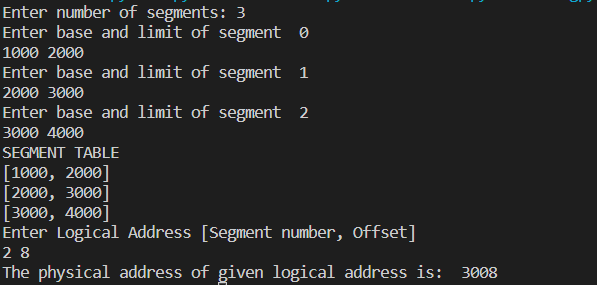 Enter number of segments: 3
Enter base and limit of segment  0
1000 2000
Enter base and limit of segment  1
2000 3000
Enter base and limit of segment  2
3000 4000
SEGMENT TABLE
[1000, 2000]
[2000, 3000]
[3000, 4000]
Enter Logical Address [Segment number, Offset]
2 8
The physical address of given logical address is:  3008